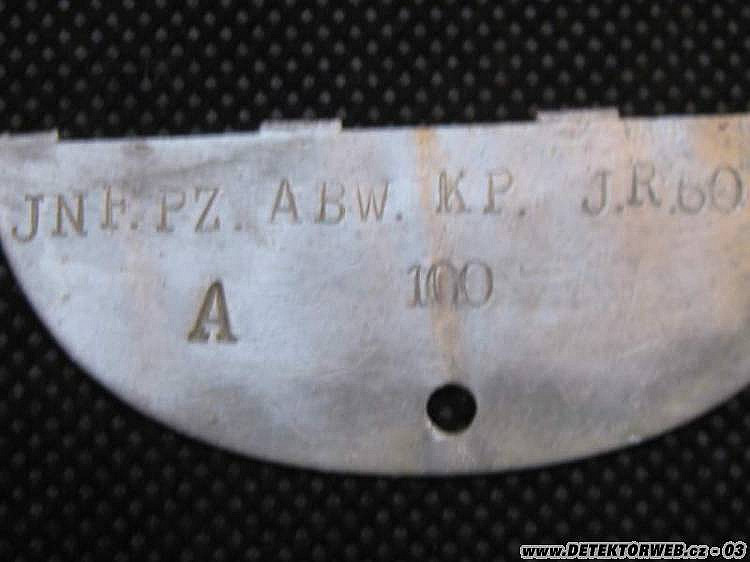 JNF.PZ. ABW. KP. J.R.60
A 100
www.DETEKTORWEB.cz - 03